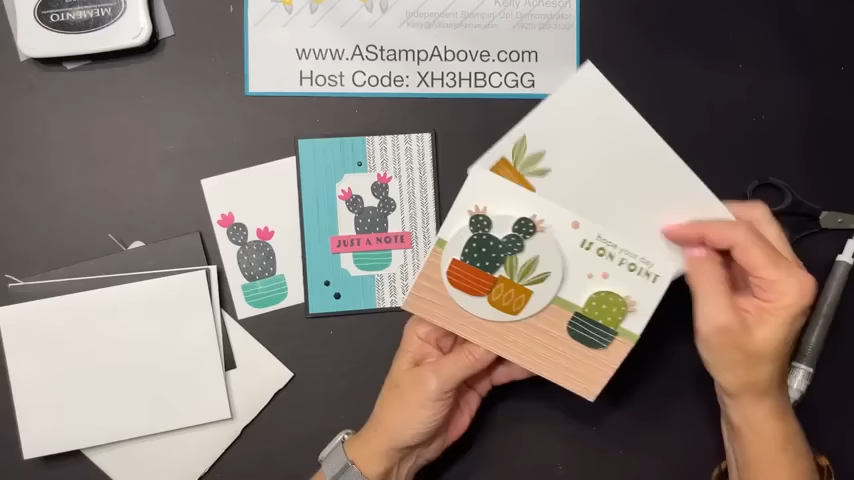 MEMENTO
Kelly Acheson
Independent Stampin' Up! Demonstrator
www.AStampAbove.com
Host Code: XH3HBCGG
JUST A NOTE
hope your day
IS ON POINT